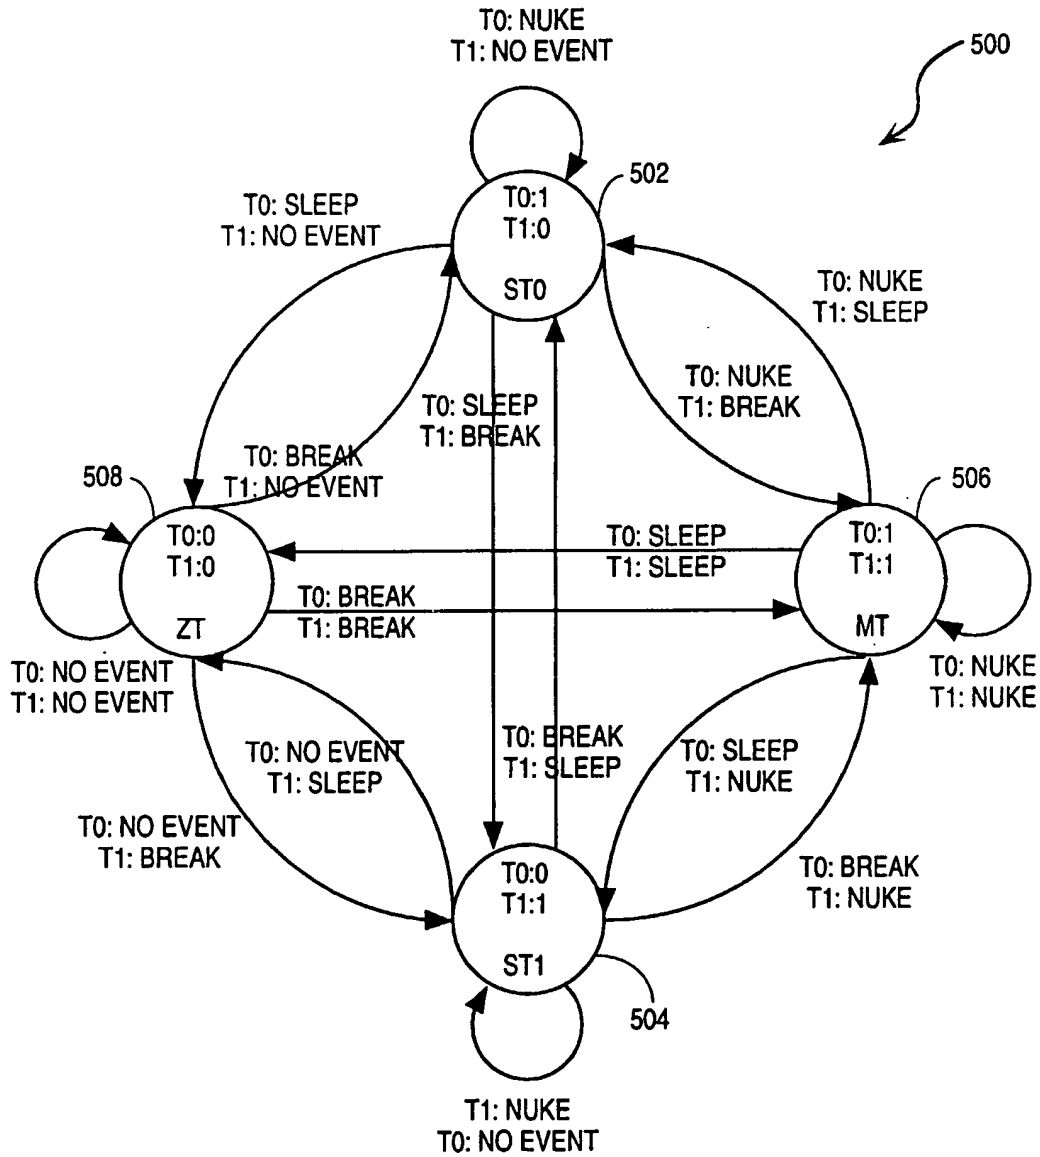 T0: NUKE
T1: NO EVENT
500
502
T0:1
T1:0
ST0
T0: SLEEP
T1: NO EVENT
T0: NUKE
T1: SLEEP
T0: NUKE
T1: BREAK
T0: SLEEP
T1: BREAK
T0: BREAK
T1: NO EVENT
508
506
T0:0
T1:0
ZT
T0:1
T1:1
MT
T0: SLEEP
T1: SLEEP
T0: BREAK
T1: BREAK
T0: NO EVENT
T1: NO EVENT
T0: NUKE
T1: NUKE
T0: NO EVENT
T1: SLEEP
T0: BREAK
T1: SLEEP
T0: SLEEP
T1: NUKE
T0: NO EVENT
T1: BREAK
T0: BREAK
T1: NUKE
T0:0
T1:1
ST1
504
T1: NUKE
T0: NO EVENT